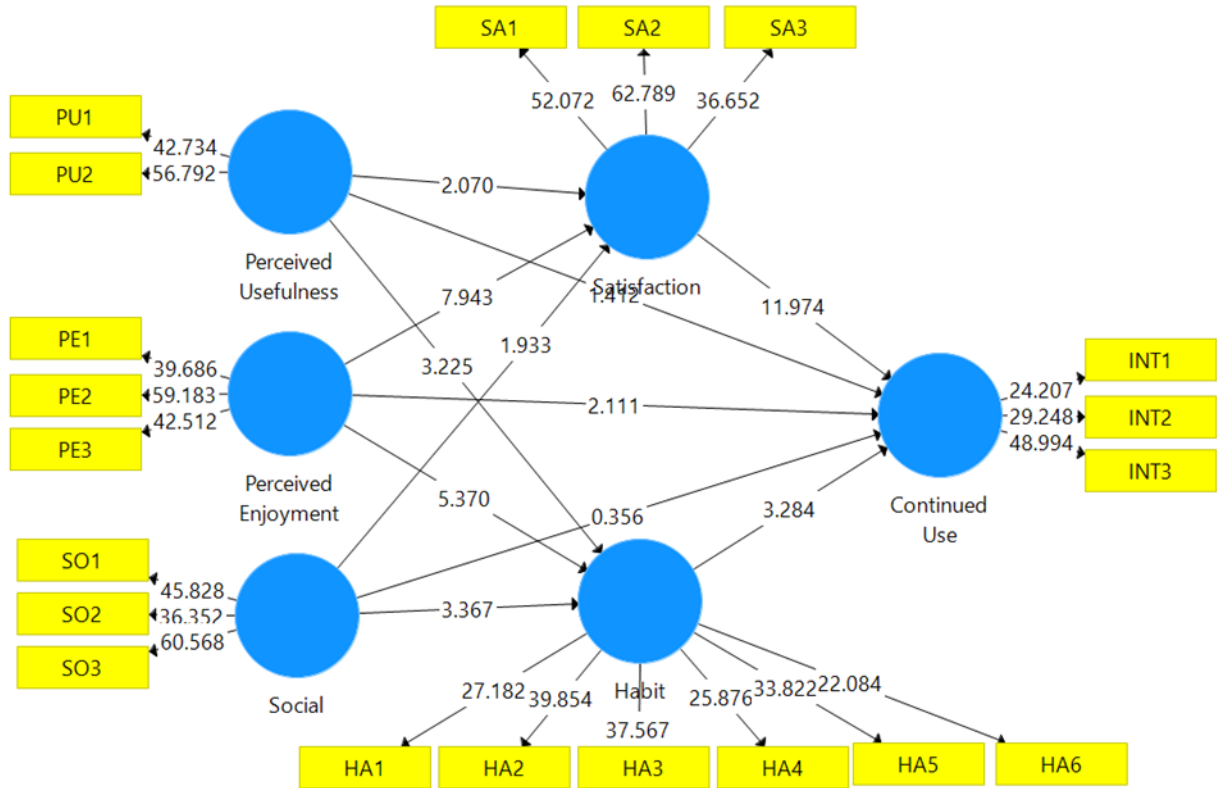 SA1
SA2
SA3
52.072
62.789
36.652
PU1
PU2
42.734
56.792
Perceived
Usefulness
2.070
Satisfaction
1.412
7.943
11.974
1.933
3.225
PE1
PE2
PE3
39.686
59.183
42.512
Perceived
Enjoyment
2.111
5.370
0.356
3.284
INT1
INT2
INT3
24.207
29.248
48.994
Continued
Use
SO1
SO2
SO3
45.828
36.352
60.568
Social
3.367
Habit
27.182
39.854
37.567
25.876
33.822
22.084
HA1
HA2
HA3
HA4
HA5
HA6